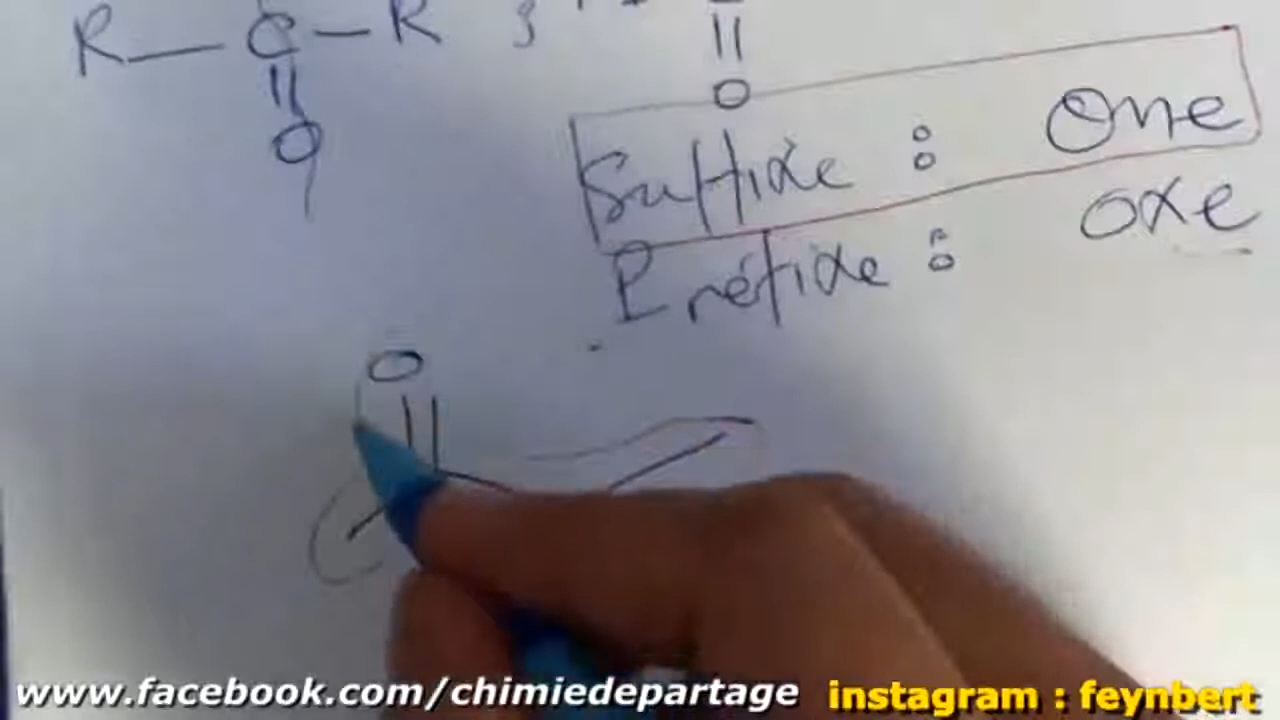 R — C — R ;
O
O
Suffixe : One
Préfixe : oxe
O
www.facebook.com/chimiedepartage
instagram : feynbert